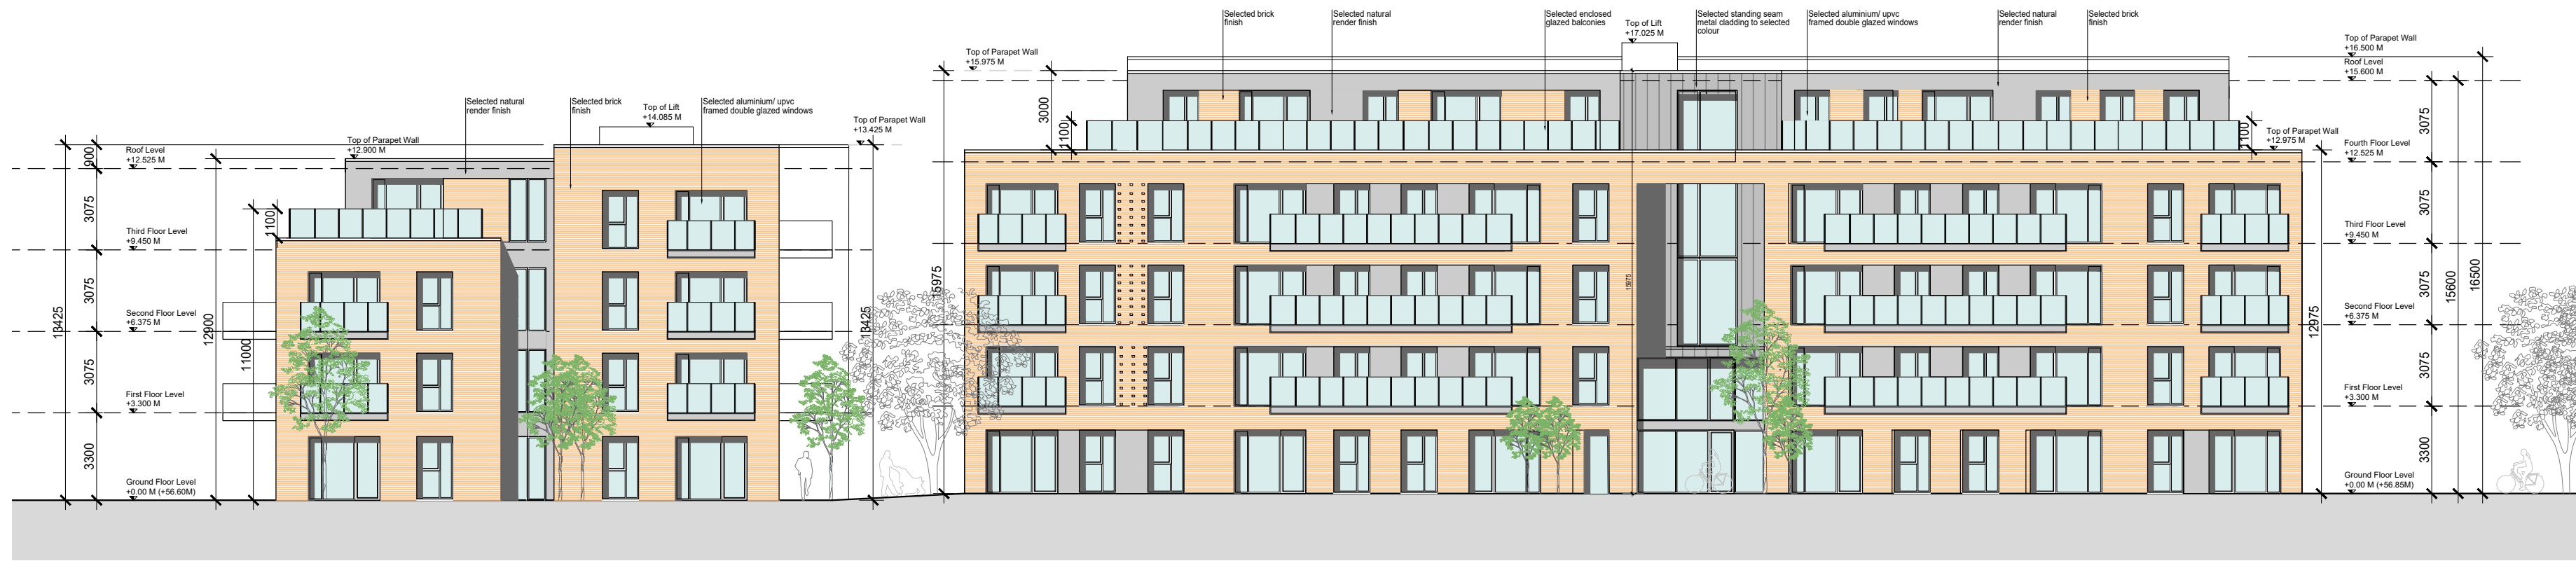 Selected natural
render finish
Selected brick
finish
Top of Lift
+14.085 M
Selected aluminium/ upvc
framed double glazed windows
Top of Parapet Wall
+13.425 M
Top of Parapet Wall
+12.900 M
Roof Level
+12.525 M
Third Floor Level
+9.450 M
Second Floor Level
+6.375 M
First Floor Level
+3.300 M
Ground Floor Level
+0.00 M (+56.60M)
900
3075
3075
3075
3300
13425
12900
11000
1100
13425
Top of Parapet Wall
+15.975 M
Selected brick
finish
Selected natural
render finish
Selected enclosed
glazed balconies
Top of Lift
+17.025 M
Selected standing seam
metal cladding to selected
colour
Selected aluminium/ upvc
framed double glazed windows
Selected natural
render finish
Selected brick
finish
3000
1100
15975
15975
1100
Top of Parapet Wall
+12.975 M
12975
Top of Parapet Wall
+16.500 M
Roof Level
+15.600 M
Fourth Floor Level
+12.525 M
Third Floor Level
+9.450 M
Second Floor Level
+6.375 M
First Floor Level
+3.300 M
Ground Floor Level
+0.00 M (+56.85M)
3075
3075
3075
3075
3300
15600
16500